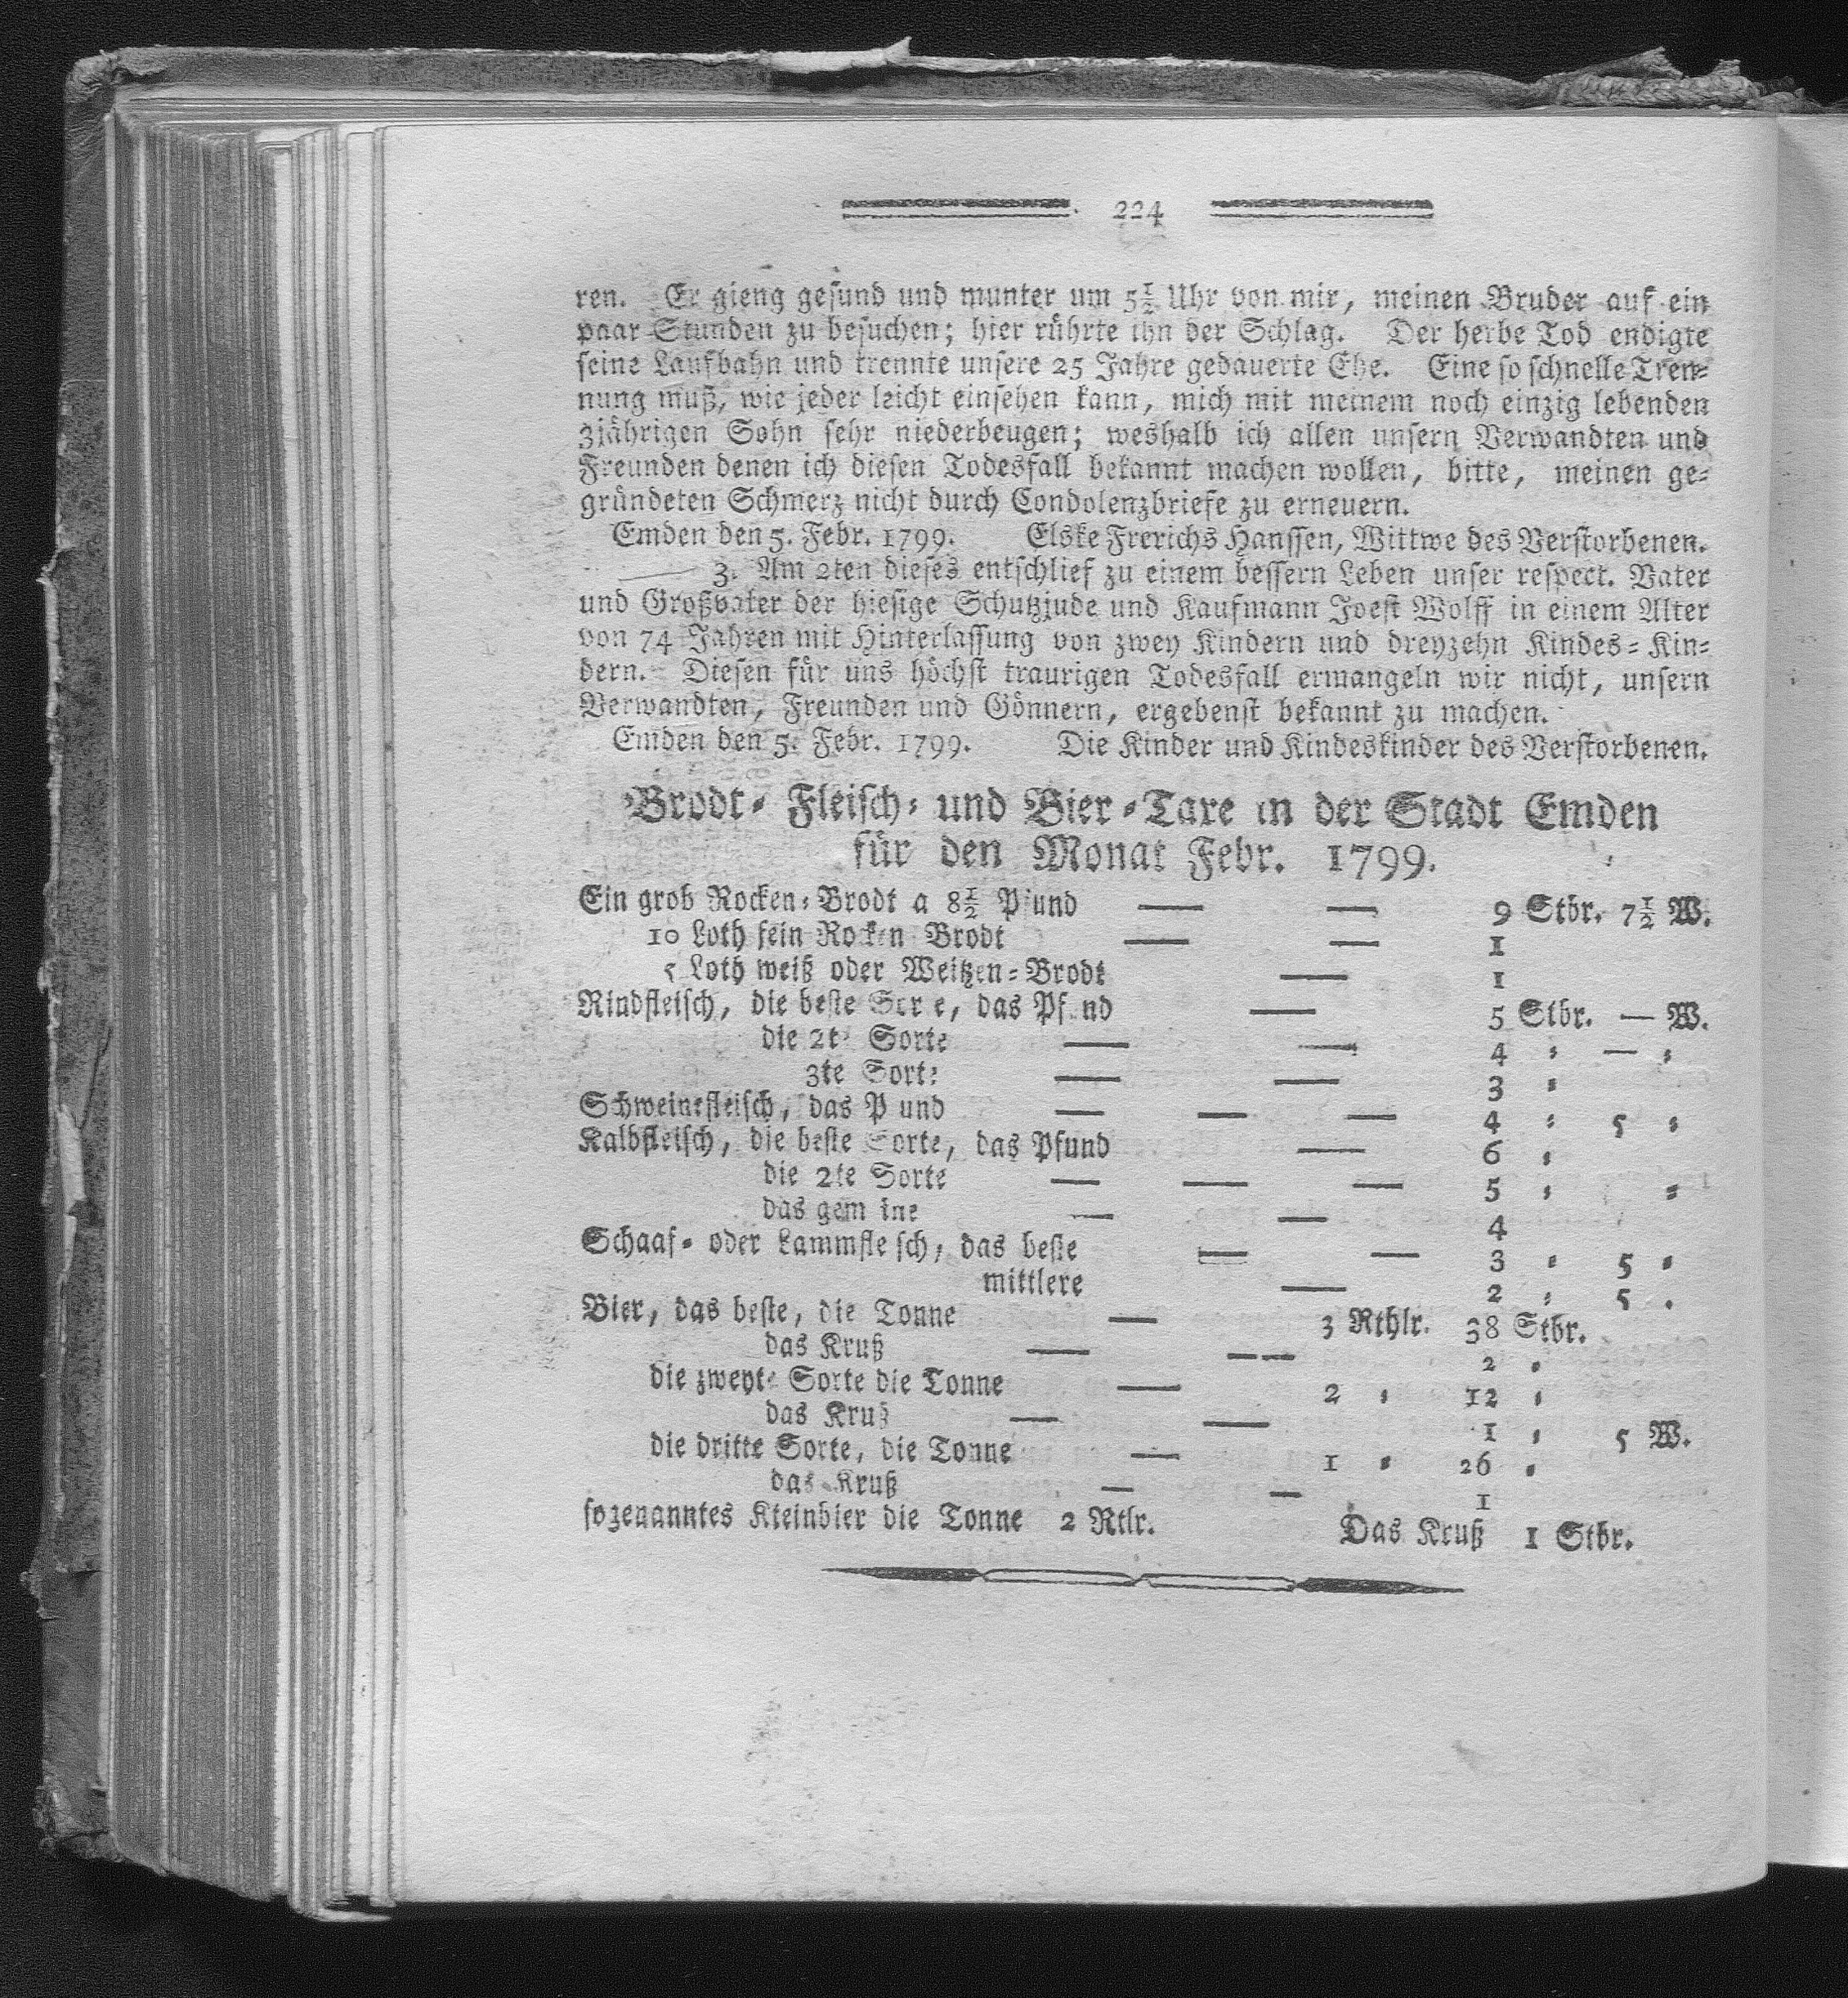 224
ren. Er gieng gesund und munter um 5½ Uhr von mir, meinen Bruder auf ein
paar Stunden zu besuchen; hier rührte ihn der Schlag. Der herbe Tod endigte
seine Laufbahn und trennte unsere 25 Jahre gedauerte Ehe. Eine so schnelle Tren=
nung muß, wie jeder leicht einsehen kann, mich mit meinem noch einzig lebenden
3jährigen Sohn sehr niederbeugen; weshalb ich allen unsern Verwandten und
Freunden denen ich diesen Todesfall bekannt machen wollen, bitte, meinen ge=
gründeten Schmerz nicht durch Condolenzbriefe zu erneuern.
Emden den 5. Febr. 1799. Elske Frerichs Hanssen, Wittwe des Verstorbenen.
— 3. Am 2ten dieses entschlief zu einem bessern Leben unser respect. Vater
und Großvater der hiesige Schutzjude und Kaufmann Joest Wolff in einem Alter
von 74 Jahren mit Hinterlassung von zwey Kindern und dreyzehn Kindes=Kin=
dern. Diesen für uns höchst traurigen Todesfall ermangeln wir nicht, unsern
Verwandten, Freunden und Gönnern, ergebenst bekannt zu machen.
Emden den 5. Febr. 1799. Die Kinder und Kindeskinder des Verstorbenen.
Brodt= Fleisch= und Bier=Taxe in der Stadt Emden
für den Monat Febr. 1799.
Ein grob Rocken=Brodt a 8½ Pfund — — 9 Stbr. 7½ W.
10 Loth fein Rocken Brodt — — 1
5 Loth weiß oder Weitzen=Brodt — 1
Rindfleisch, die beste Sorte, das Pfund — 5 Stbr. — W.
die 2te Sorte — — 4 = — =
3te Sorte — — 3 =
Schweinefleisch, das Pfund — — — 4 = 5 =
Kalbfleisch, die beste Sorte, das Pfund — 6 =
die 2te Sorte — — — 5 = =
das gemeine — — 4
Schaaf= oder Lammfleisch, das beste — — 3 = 5 =
mittlere — 2 = 5 .
Bier, das beste, die Tonne — 3 Rthlr. 38 Stbr.
das Kruß — — 2 =
die zweyte Sorte die Tonne — 2 = 12 =
das Kruß — — 1 = 5 W.
die dritte Sorte, die Tonne — 1 = 26 =
das Kruß — — 1
sogenanntes Kleinbier die Tonne 2 Rtlr. Das Kruß 1 Stbr.